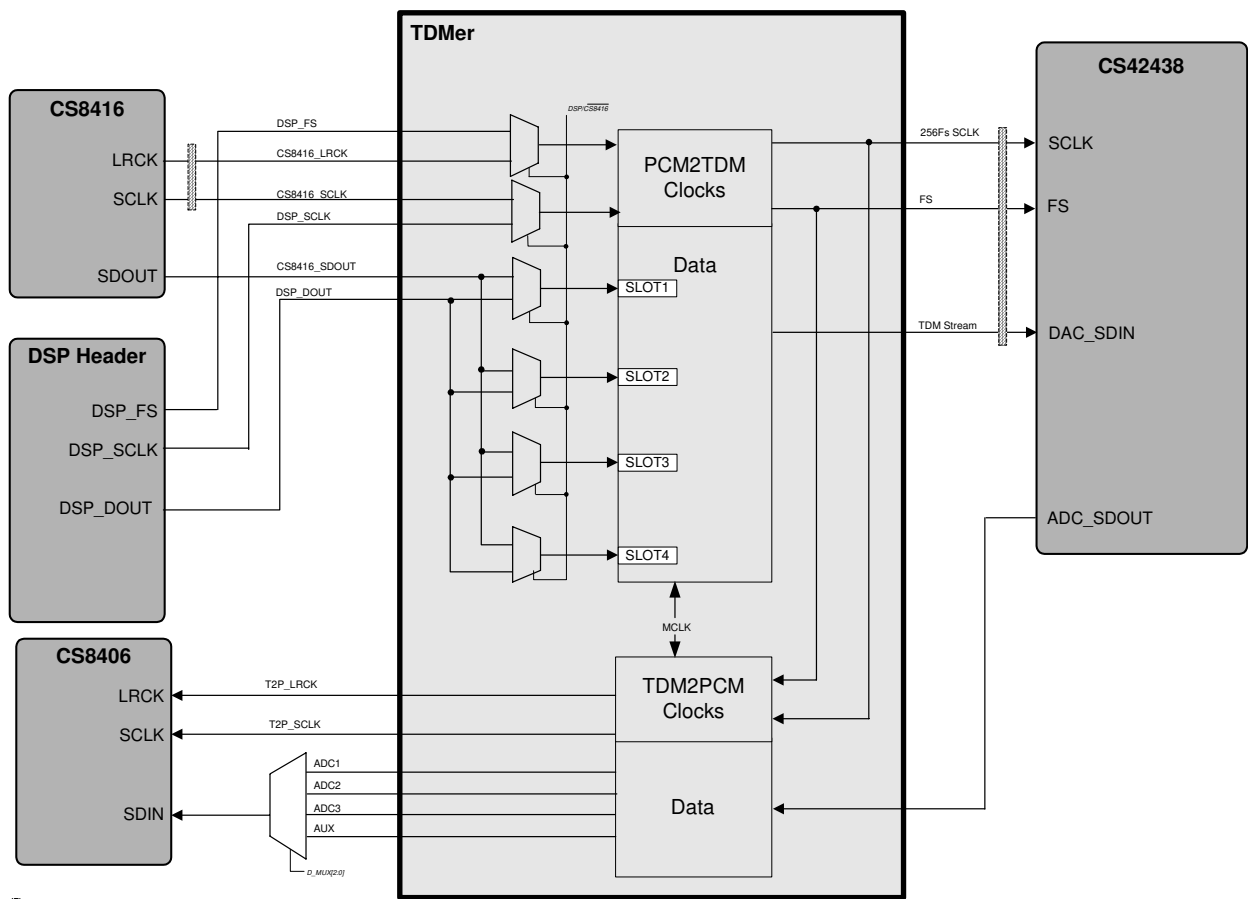 TDMer
CS8416
LRCK
SCLK
SDOUT
DSP Header
DSP_FS
DSP_SCLK
DSP_DOUT
CS8406
LRCK
SCLK
SDIN
DSP_FS
CS8416_LRCK
CS8416_SCLK
DSP_SCLK
CS8416_SDOUT
DSP_DOUT
DSP/CS8416
PCM2TDM
Clocks
Data
SLOT1
SLOT2
SLOT3
SLOT4
MCLK
TDM2PCM
Clocks
Data
T2P_LRCK
T2P_SCLK
ADC1
ADC2
ADC3
AUX
D_MUX[2:0]
256Fs SCLK
FS
TDM Stream
CS42438
SCLK
FS
DAC_SDIN
ADC_SDOUT